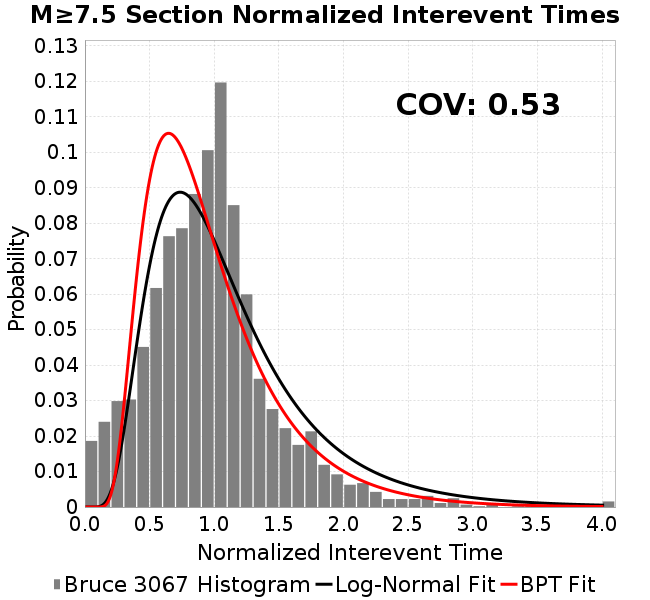 M≥7.5 Section Normalized Interevent Times
COV: 0.53
Probability
0.13
0.12
0.11
0.1
0.09
0.08
0.07
0.06
0.05
0.04
0.03
0.02
0.01
0
0.0 0.5 1.0 1.5 2.0 2.5 3.0 3.5 4.0
Normalized Interevent Time
Bruce 3067 Histogram Log-Normal Fit BPT Fit